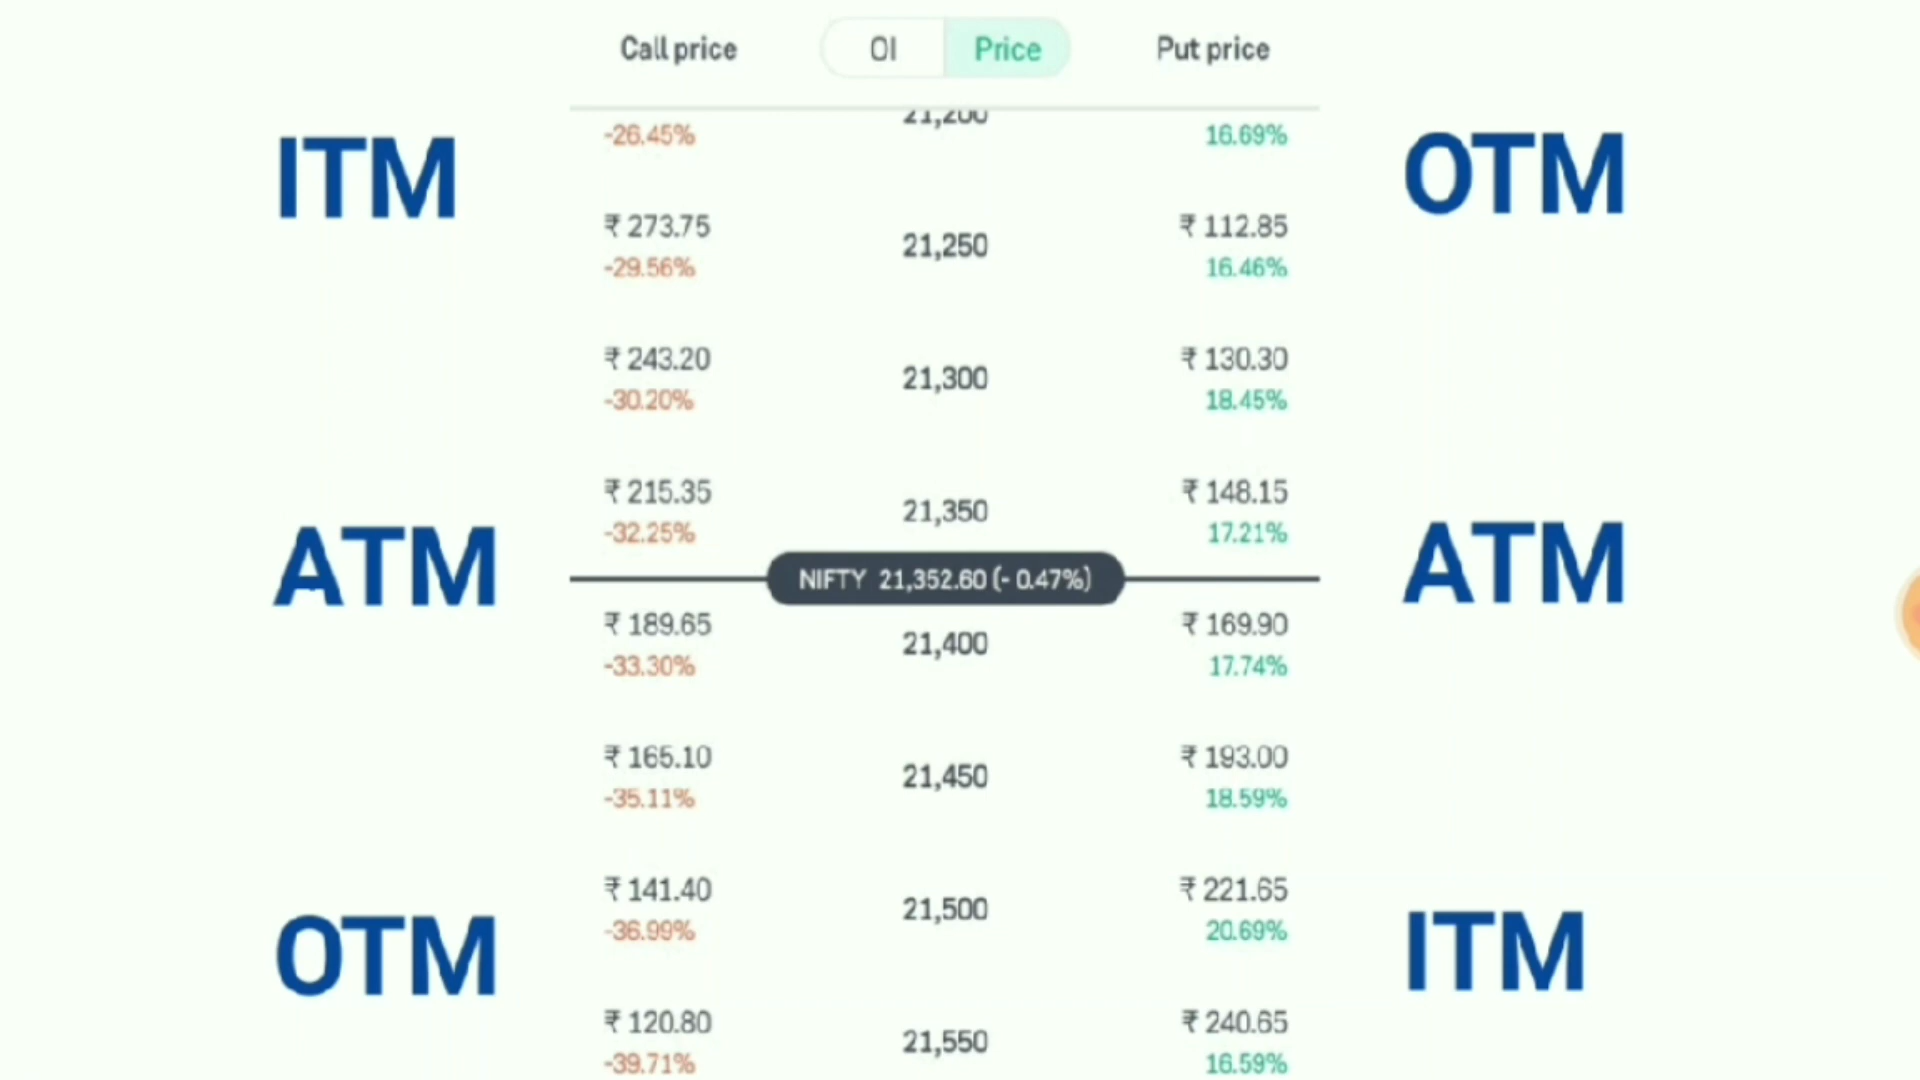 Call price OI Price Put price
21,200
-26.45% 16.69%
ITM OTM
₹ 273.75 21,250 ₹ 112.85
-29.56% 16.46%
₹ 243.20 21,300 ₹ 130.30
-30.20% 18.45%
₹ 215.35 21,350 ₹ 148.15
-32.25% 17.21%
ATM NIFTY 21,352.60 (- 0.47%) ATM
₹ 189.65 21,400 ₹ 169.90
-33.30% 17.74%
₹ 165.10 21,450 ₹ 193.00
-35.11% 18.59%
₹ 141.40 21,500 ₹ 221.65
-36.99% 20.69%
OTM ITM
₹ 120.80 21,550 ₹ 240.65
-39.71% 16.59%